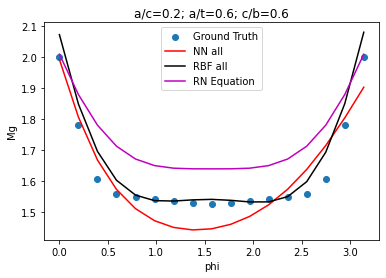 a/c=0.2; a/t=0.6; c/b=0.6
Ground Truth
NN all
RBF all
RN Equation
2.1
2.0
1.9
1.8
1.7
1.6
1.5
Mg
0.0 0.5 1.0 1.5 2.0 2.5 3.0
phi